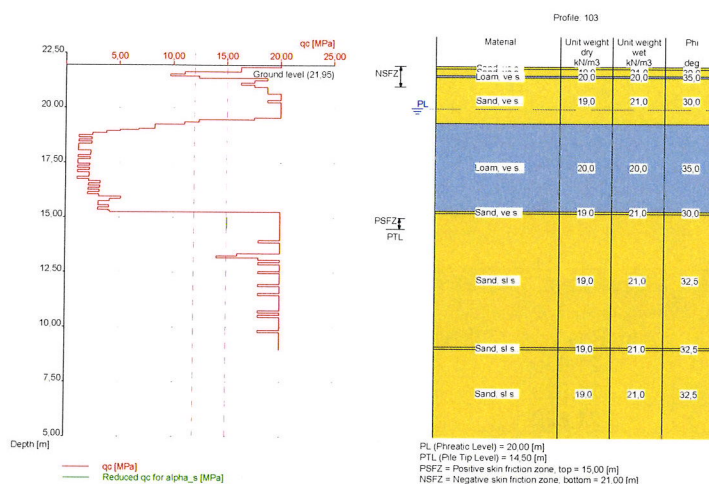 Profile: 103
qc [MPa] qc [MPa]
22,50 0,00 5,00 10,00 15,00 20,00 25,00
Ground level (21,95)
20,00
17,50
15,00
12,50
10,00
7,50
5,00
Depth [m]
qc [MPa]
Reduced qc for alpha_s [MPa]
Material Unit weight dry kN/m3 Unit weight wet kN/m3 Phi deg
NSFZ
Loam, ve s 20,0 20,0 35,0
Sand, ve s 19,0 21,0 30,0
PL
Loam, ve s 20,0 20,0 35,0
Sand, ve s 19,0 21,0 30,0
PSFZ
PTL
Sand, sl s 19,0 21,0 32,5
Sand, sl s 19,0 21,0 32,5
Sand, sl s 19,0 21,0 32,5
PL (Phreatic Level) = 20,00 [m]
PTL (Pile Tip Level) = 14,50 [m]
PSFZ = Positive skin friction zone, top = 15,00 [m]
NSFZ = Negative skin friction zone, bottom = 21,00 [m]